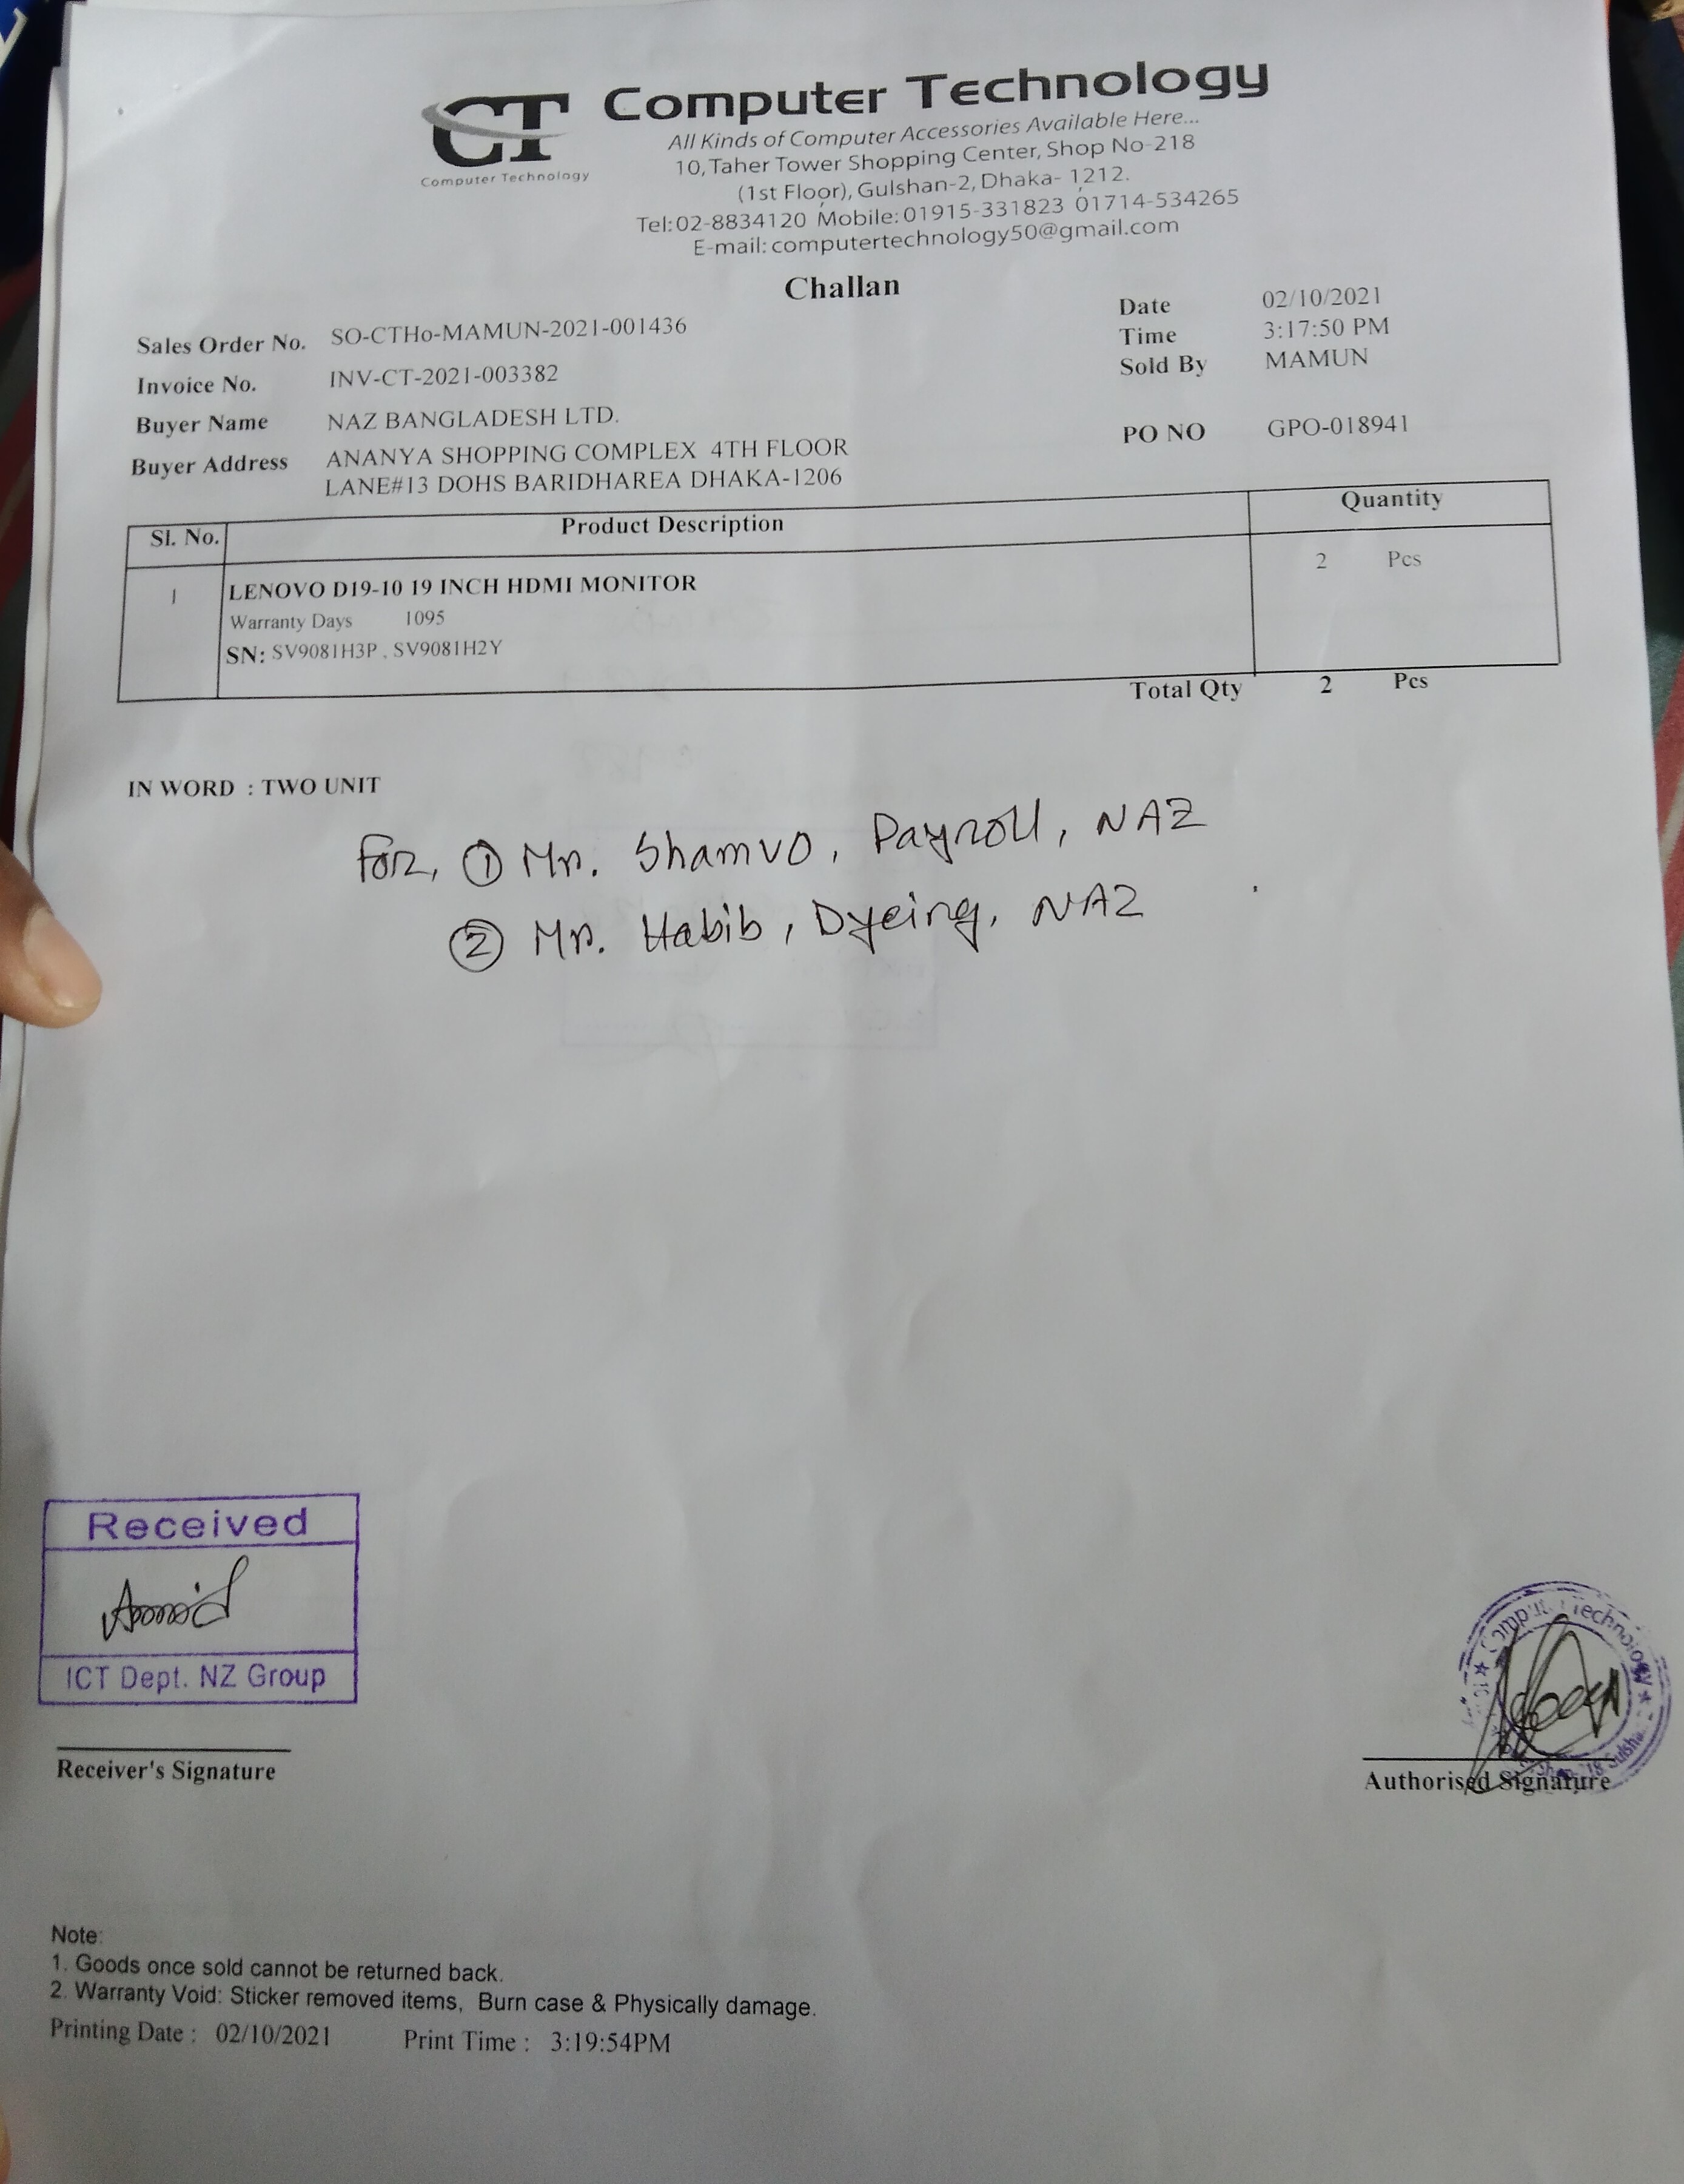 CT Computer Technology
Computer Technology
All Kinds of Computer Accessories Available Here...
10, Taher Tower Shopping Center, Shop No-218
(1st Floor), Gulshan-2, Dhaka- 1212.
Tel: 02-8834120 Mobile: 01915-331823 01714-534265
E-mail: computertechnology50@gmail.com
Challan
Sales Order No. SO-CTHo-MAMUN-2021-001436
Date 02/10/2021
Time 3:17:50 PM
Invoice No. INV-CT-2021-003382
Sold By MAMUN
Buyer Name NAZ BANGLADESH LTD.
PO NO GPO-018941
Buyer Address ANANYA SHOPPING COMPLEX 4TH FLOOR
LANE#13 DOHS BARIDHAREA DHAKA-1206
Sl. No. Product Description Quantity
1 LENOVO D19-10 19 INCH HDMI MONITOR 2 Pcs
Warranty Days 1095
SN: SV9081H3P , SV9081H2Y
Total Qty 2 Pcs
IN WORD : TWO UNIT
For, ① Mr. Shamvo, Payroll, NAZ
② Mr. Habib, Dyeing, NAZ
Received
ICT Dept. NZ Group
Receiver's Signature
Technology
Authorised Signature
Note:
1. Goods once sold cannot be returned back.
2. Warranty Void: Sticker removed items, Burn case & Physically damage.
Printing Date : 02/10/2021 Print Time : 3:19:54PM